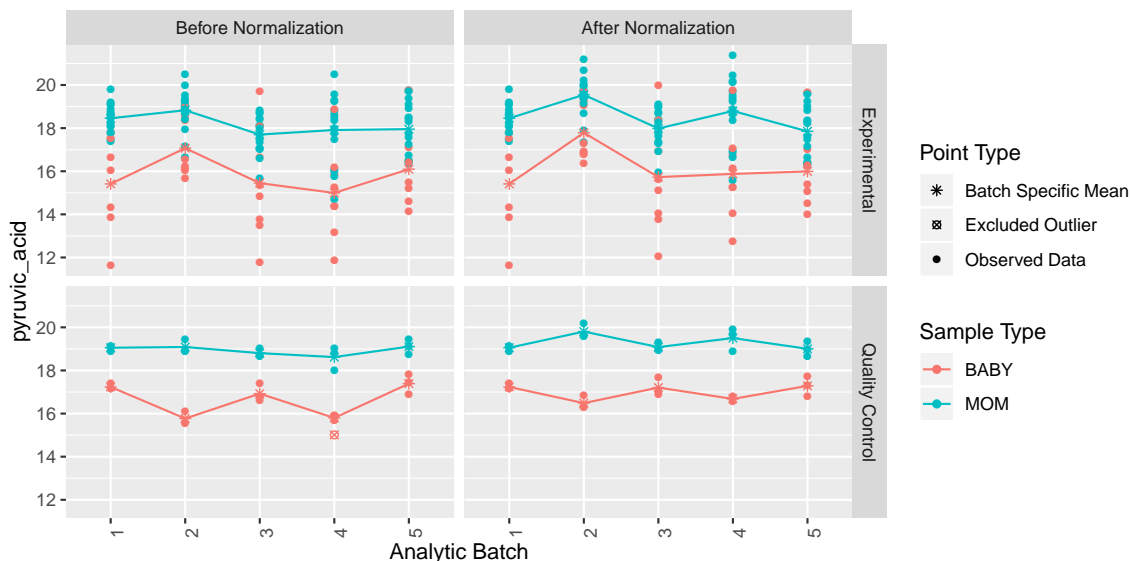 Before Normalization
After Normalization
20
18
16
14
12
Experimental
20
18
16
14
12
Quality Control
pyruvic_acid
1
2
3
4
5
1
2
3
4
5
Analytic Batch
Point Type
Batch Specific Mean
Excluded Outlier
Observed Data
Sample Type
BABY
MOM